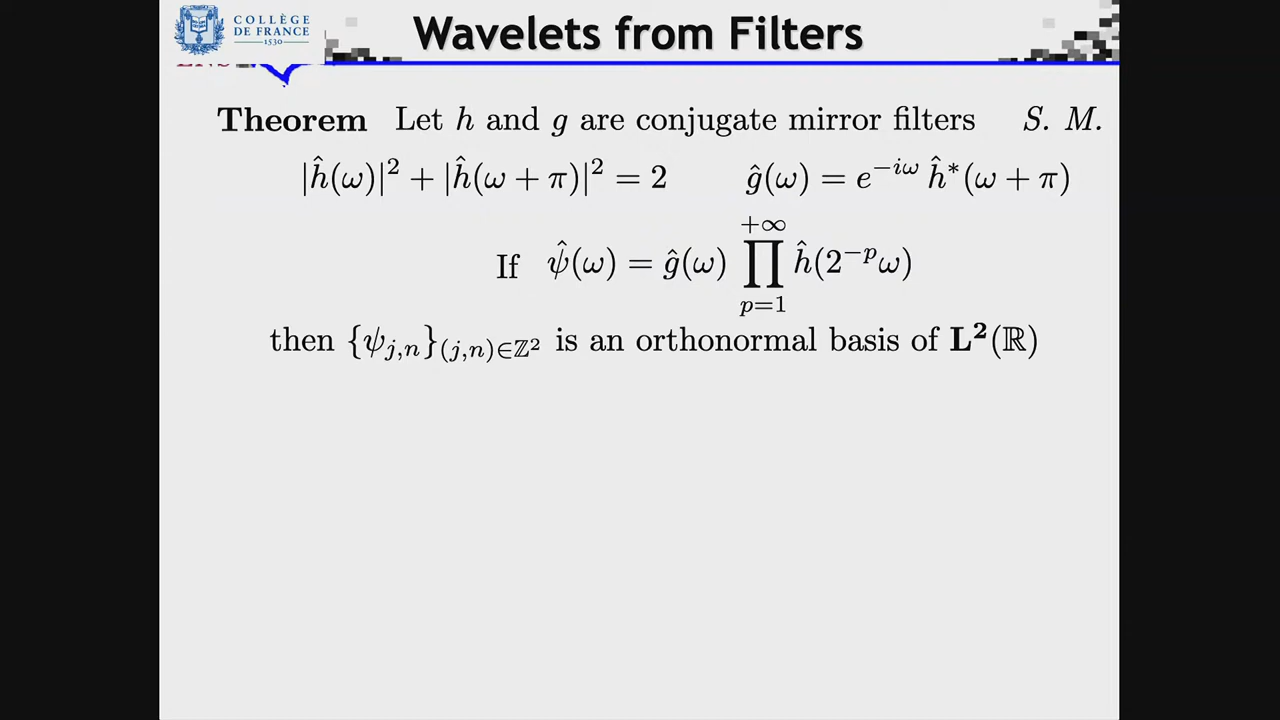 COLLÈGE
DE FRANCE
1530
Wavelets from Filters
Theorem Let h and g are conjugate mirror filters S. M.
|ĥ(ω)|² + |ĥ(ω + π)|² = 2 ĝ(ω) = e^{-iω} ĥ*(ω + π)
If ψ̂(ω) = ĝ(ω) ∏_{p=1}^{+∞} ĥ(2^{-p}ω)
then {ψ_{j,n}}_{(j,n)∈ℤ²} is an orthonormal basis of L²(ℝ)